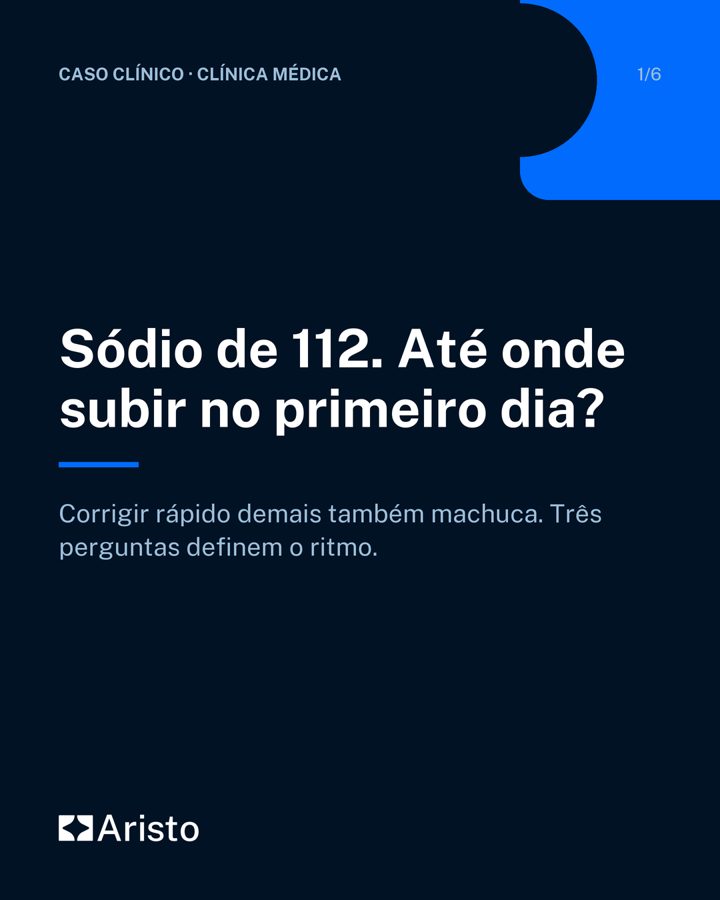 CASO CLÍNICO · CLÍNICA MÉDICA
1/6
Sódio de 112. Até onde
subir no primeiro dia?
Corrigir rápido demais também machuca. Três
perguntas definem o ritmo.
Aristo